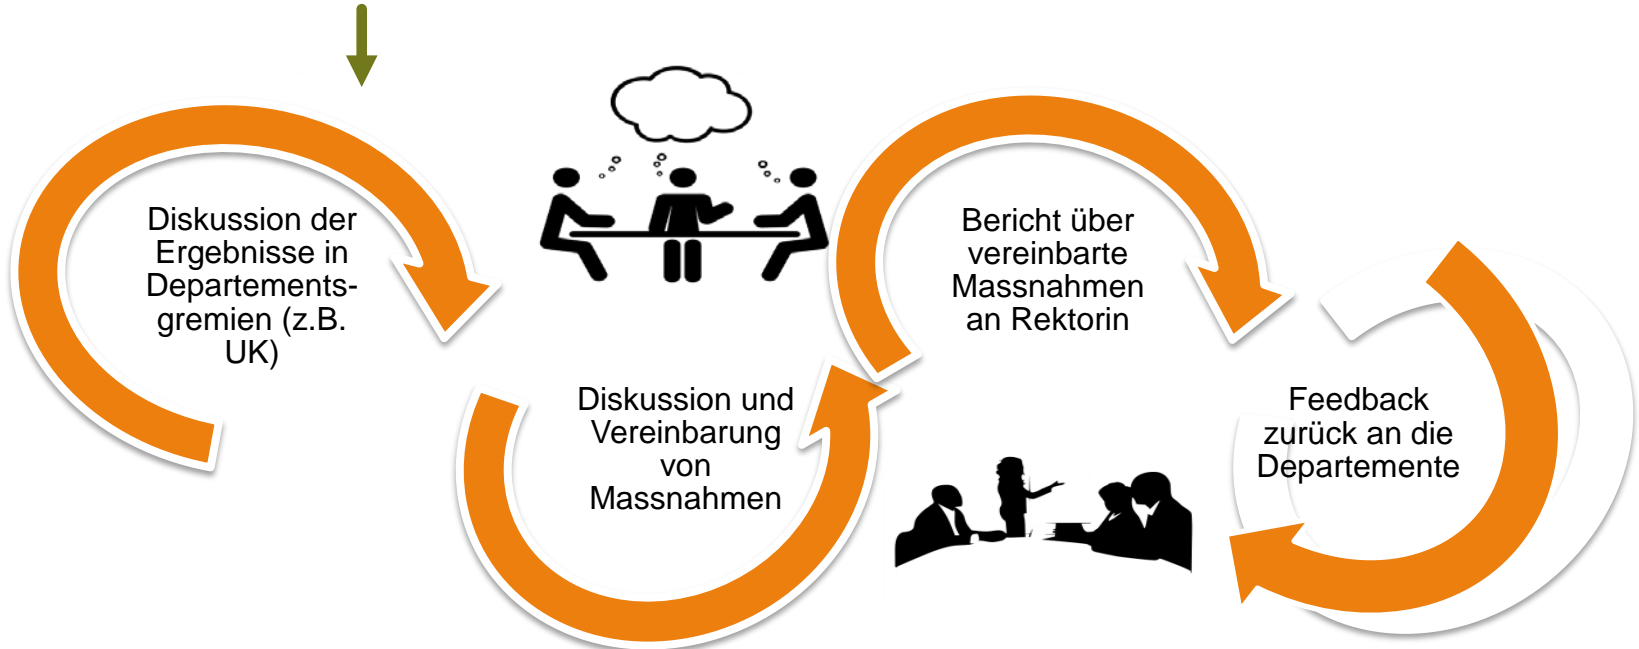 Diskussion der
Ergebnisse in
Departements-
gremien (z.B.
UK)
Diskussion und
Vereinbarung
von
Massnahmen
Bericht über
vereinbarte
Massnahmen
an Rektorin
Feedback
zurück an die
Departemente